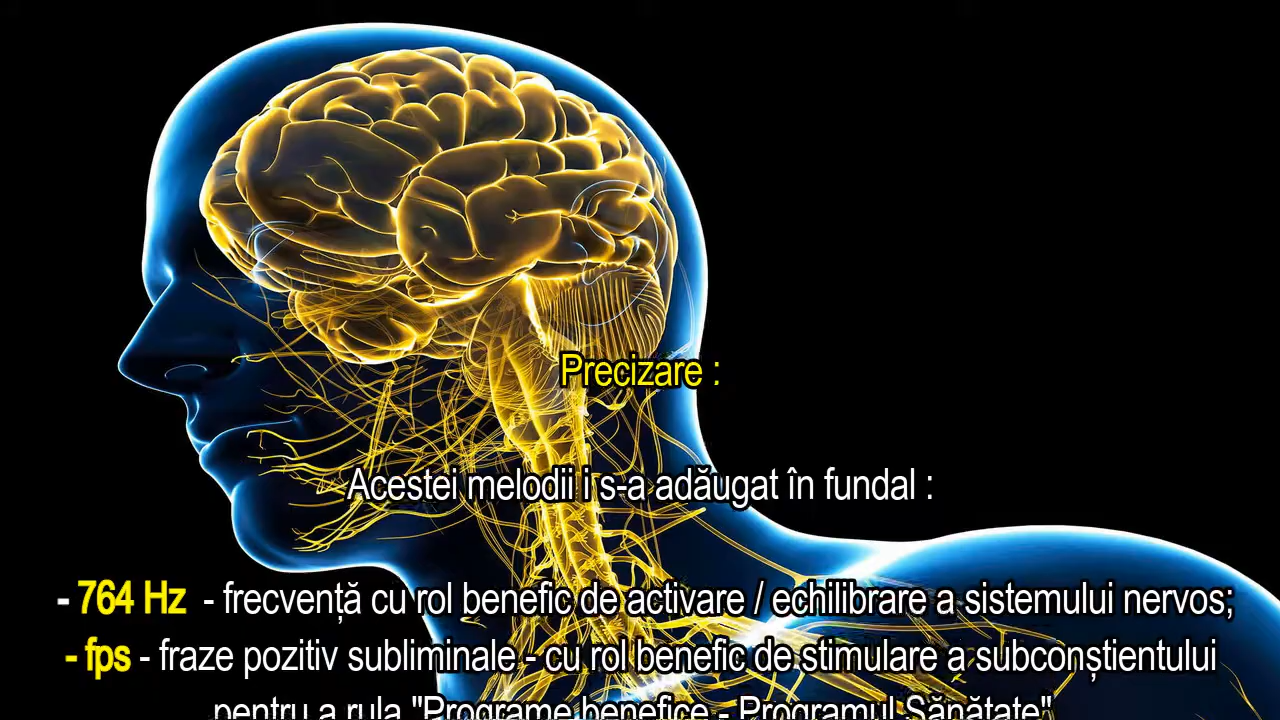 Precizare :
Acestei melodii i s-a adăugat în fundal :
- 764 Hz - frecvență cu rol benefic de activare / echilibrare a sistemului nervos;
- fps - fraze pozitiv subliminale - cu rol benefic de stimulare a subconștientului
pentru a rula "Programe benefice - Programul Sănătate"